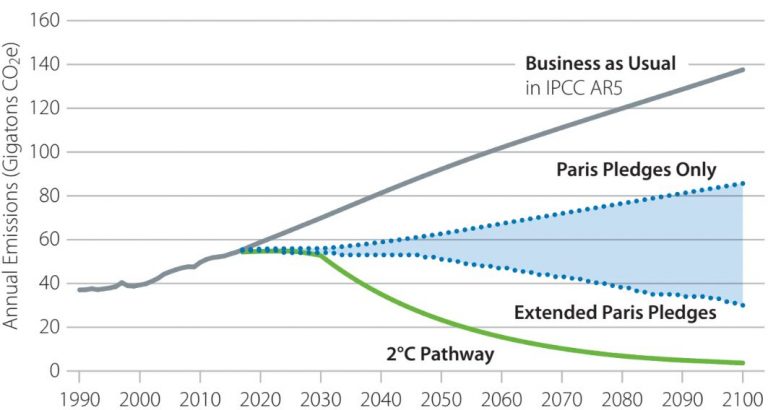 Annual Emissions (Gigatons CO₂e)
160
140
120
100
80
60
40
20
0
Business as Usual
in IPCC AR5
Paris Pledges Only
Extended Paris Pledges
2°C Pathway
1990 2000 2010 2020 2030 2040 2050 2060 2070 2080 2090 2100